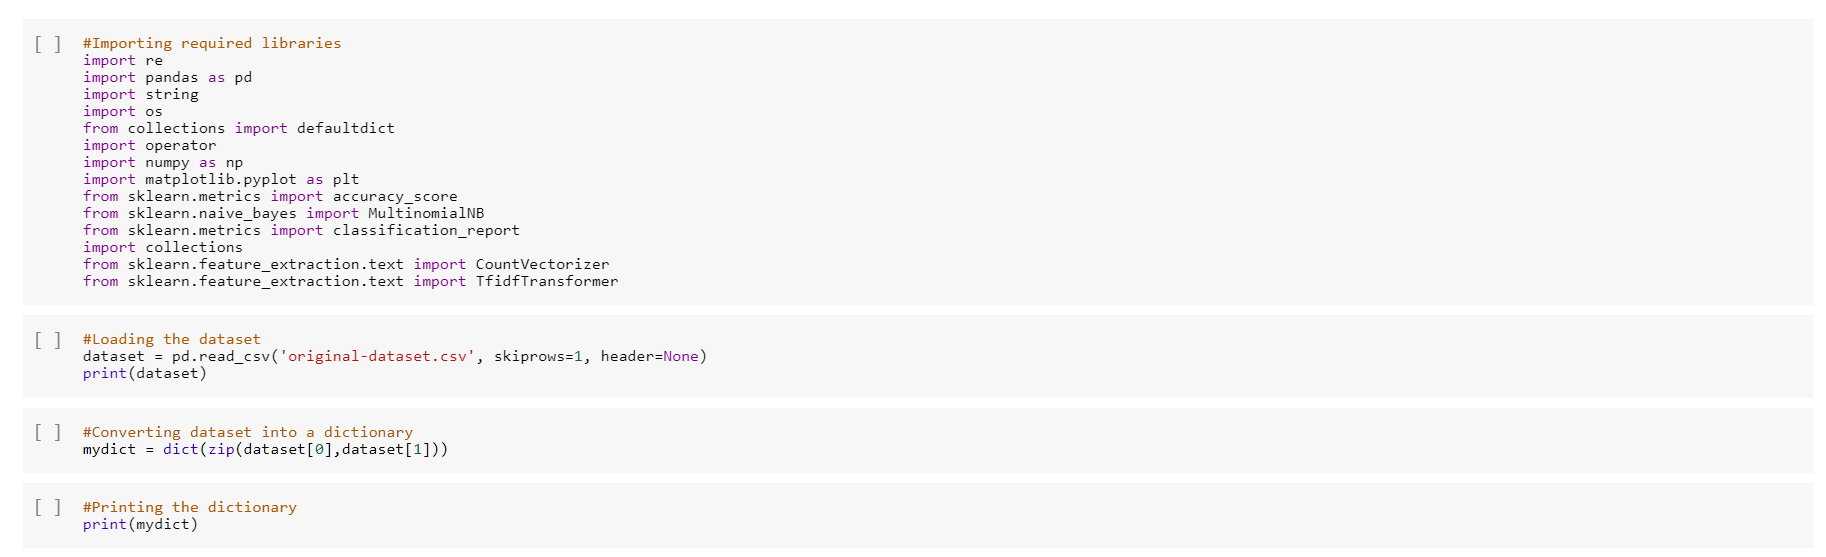 [ ] #Importing required libraries
import re
import pandas as pd
import string
import os
from collections import defaultdict
import operator
import numpy as np
import matplotlib.pyplot as plt
from sklearn.metrics import accuracy_score
from sklearn.naive_bayes import MultinomialNB
from sklearn.metrics import classification_report
import collections
from sklearn.feature_extraction.text import CountVectorizer
from sklearn.feature_extraction.text import TfidfTransformer
[ ] #Loading the dataset
dataset = pd.read_csv('original-dataset.csv', skiprows=1, header=None)
print(dataset)
[ ] #Converting dataset into a dictionary
mydict = dict(zip(dataset[0],dataset[1]))
[ ] #Printing the dictionary
print(mydict)